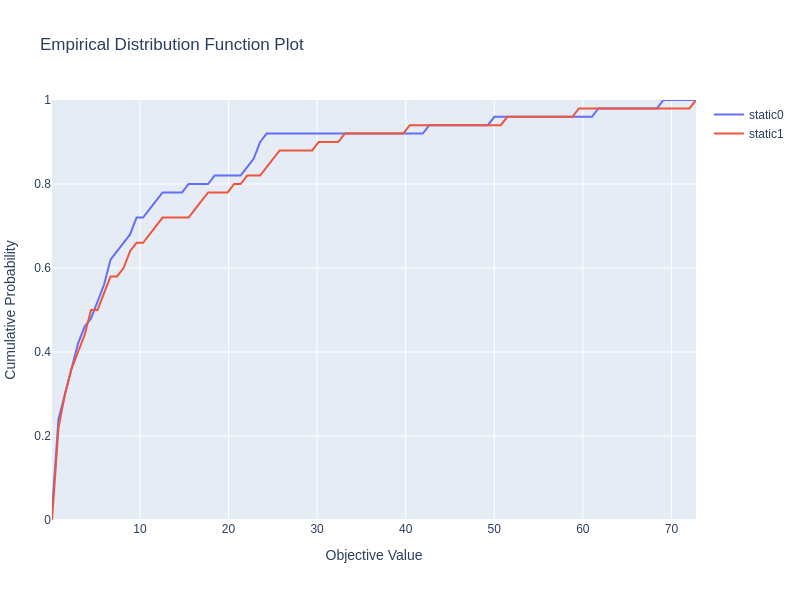 Empirical Distribution Function Plot
1
0.8
0.6
0.4
0.2
0
Cumulative Probability
10
20
30
40
50
60
70
Objective Value
static0
static1